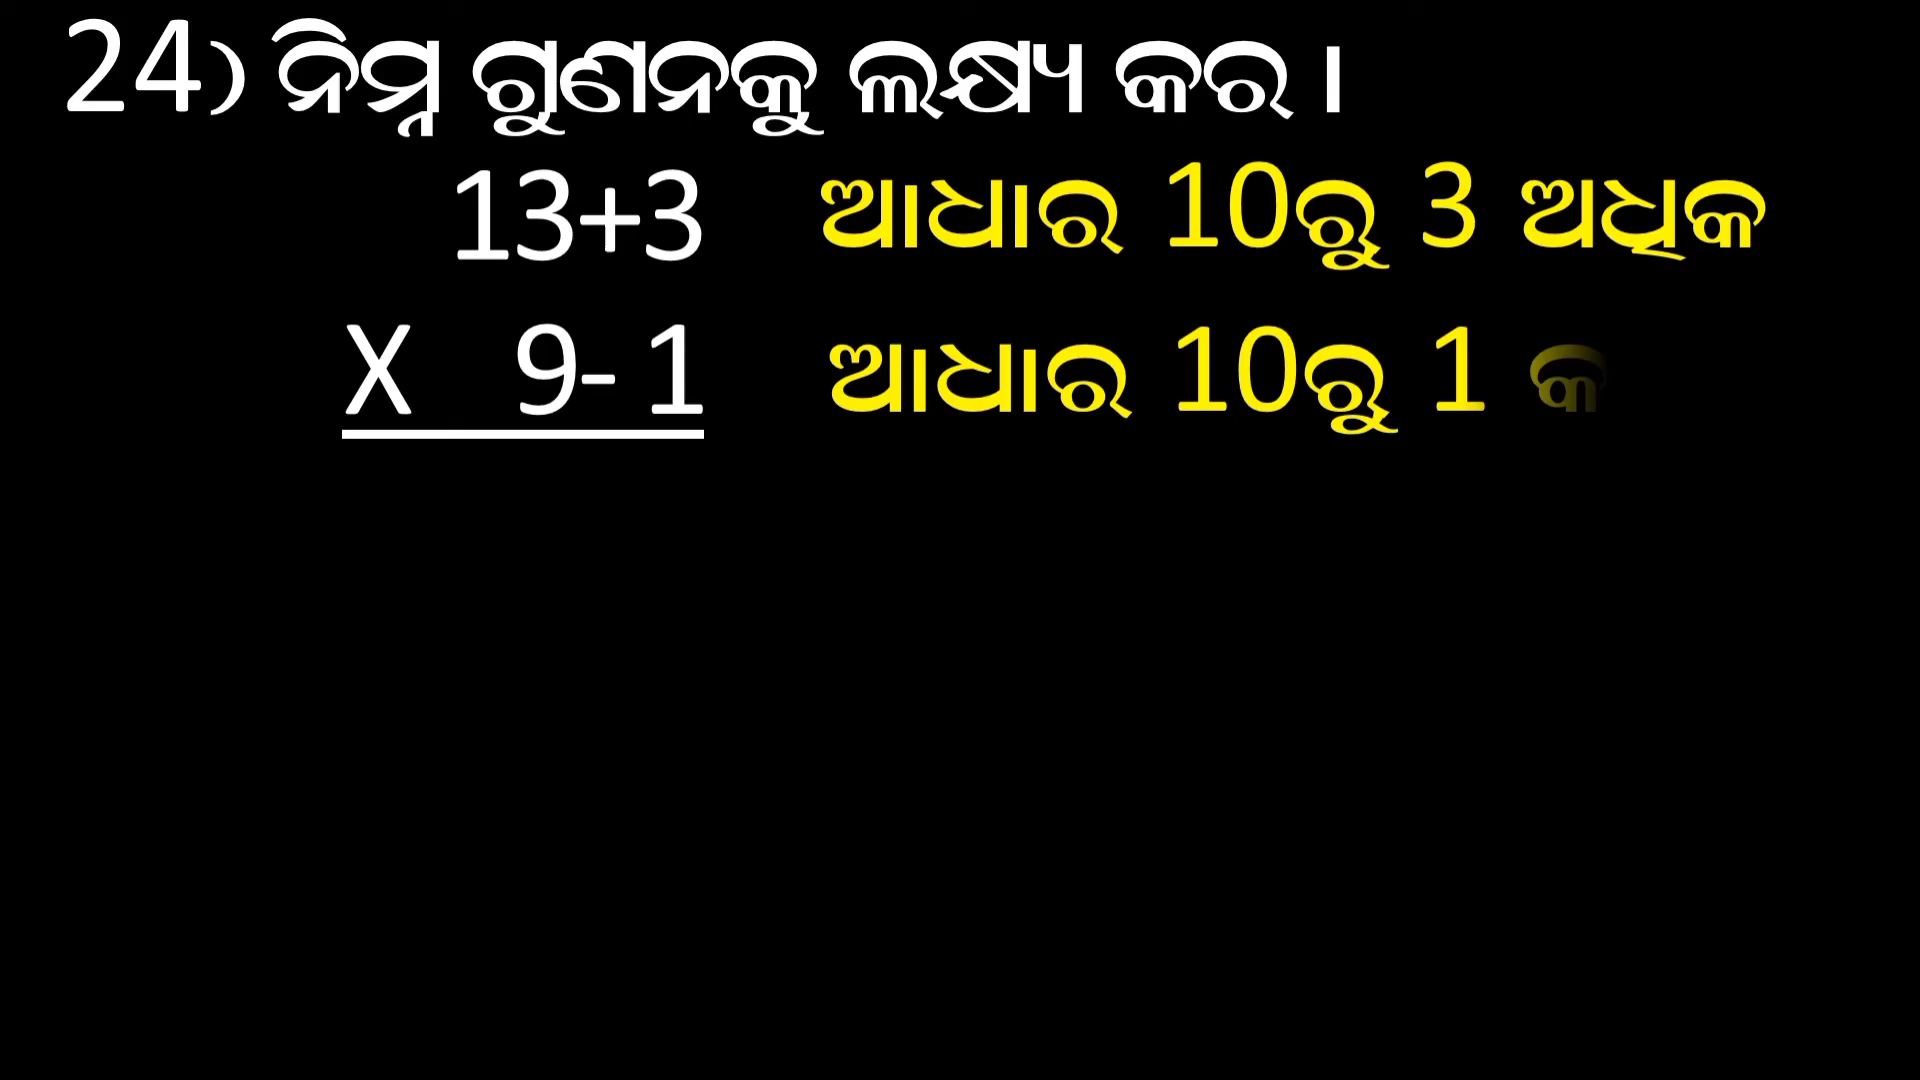 24) ନିମ୍ନ ଗୁଣନକୁ ଲକ୍ଷ୍ୟ କର ।
13+3 ଆଧାର 10ରୁ 3 ଅଧିକ
X 9- 1 ଆଧାର 10ରୁ 1